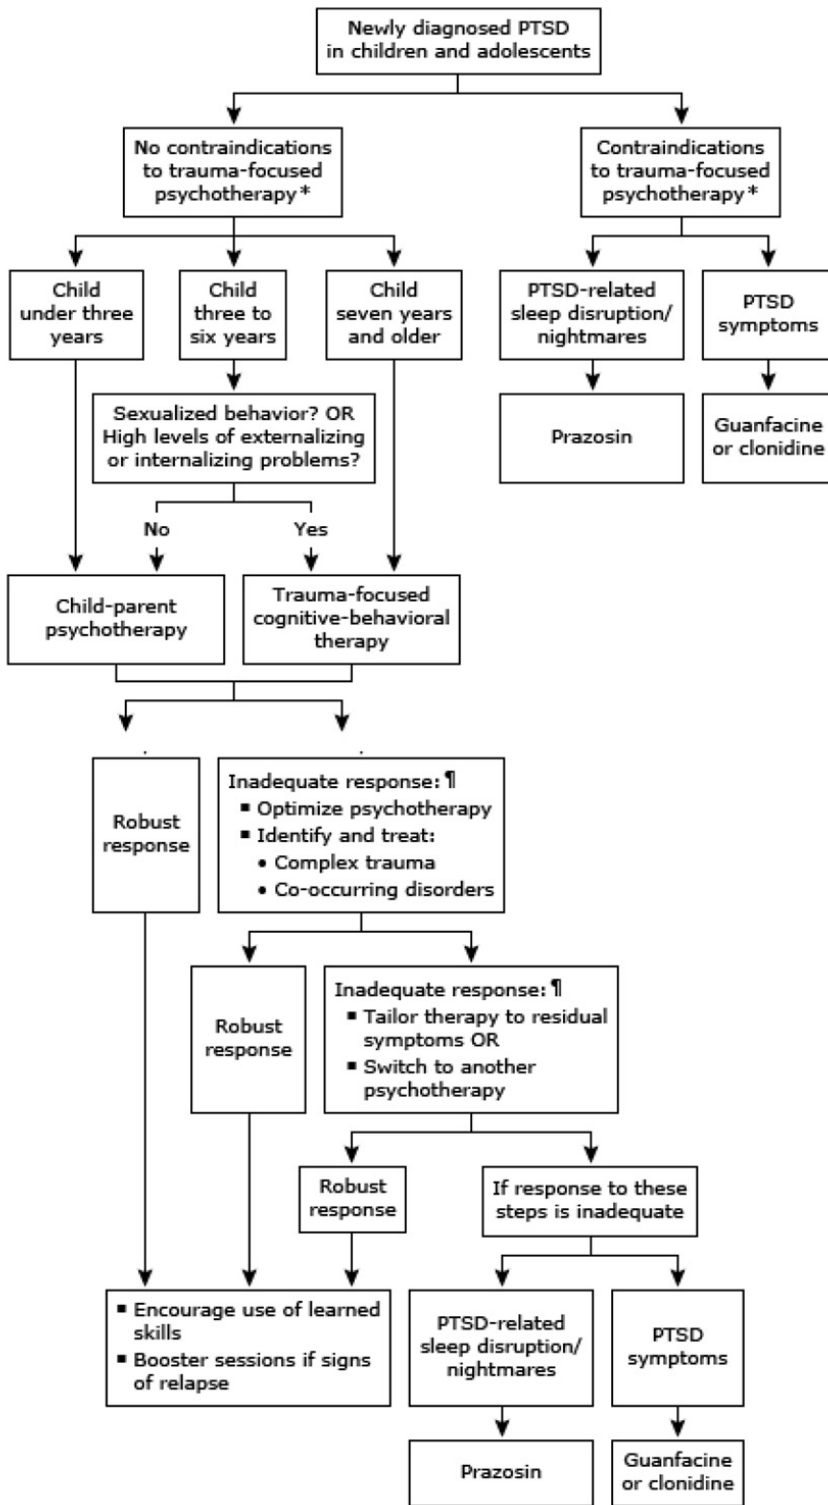 Newly diagnosed PTSD
in children and adolescents
No contraindications
to trauma-focused
psychotherapy*
Contraindications
to trauma-focused
psychotherapy*
Child
under three
years
Child
three to
six years
Child
seven years
and older
PTSD-related
sleep disruption/
nightmares
PTSD
symptoms
Sexualized behavior? OR
High levels of externalizing
or internalizing problems?
Prazosin
Guanfacine
or clonidine
No
Yes
Child-parent
psychotherapy
Trauma-focused
cognitive-behavioral
therapy
Robust
response
Inadequate response: ¶
▪ Optimize psychotherapy
▪ Identify and treat:
• Complex trauma
• Co-occurring disorders
Robust
response
Inadequate response: ¶
▪ Tailor therapy to residual
symptoms OR
▪ Switch to another
psychotherapy
Robust
response
If response to these
steps is inadequate
▪ Encourage use of learned
skills
▪ Booster sessions if signs
of relapse
PTSD-related
sleep disruption/
nightmares
PTSD
symptoms
Prazosin
Guanfacine
or clonidine